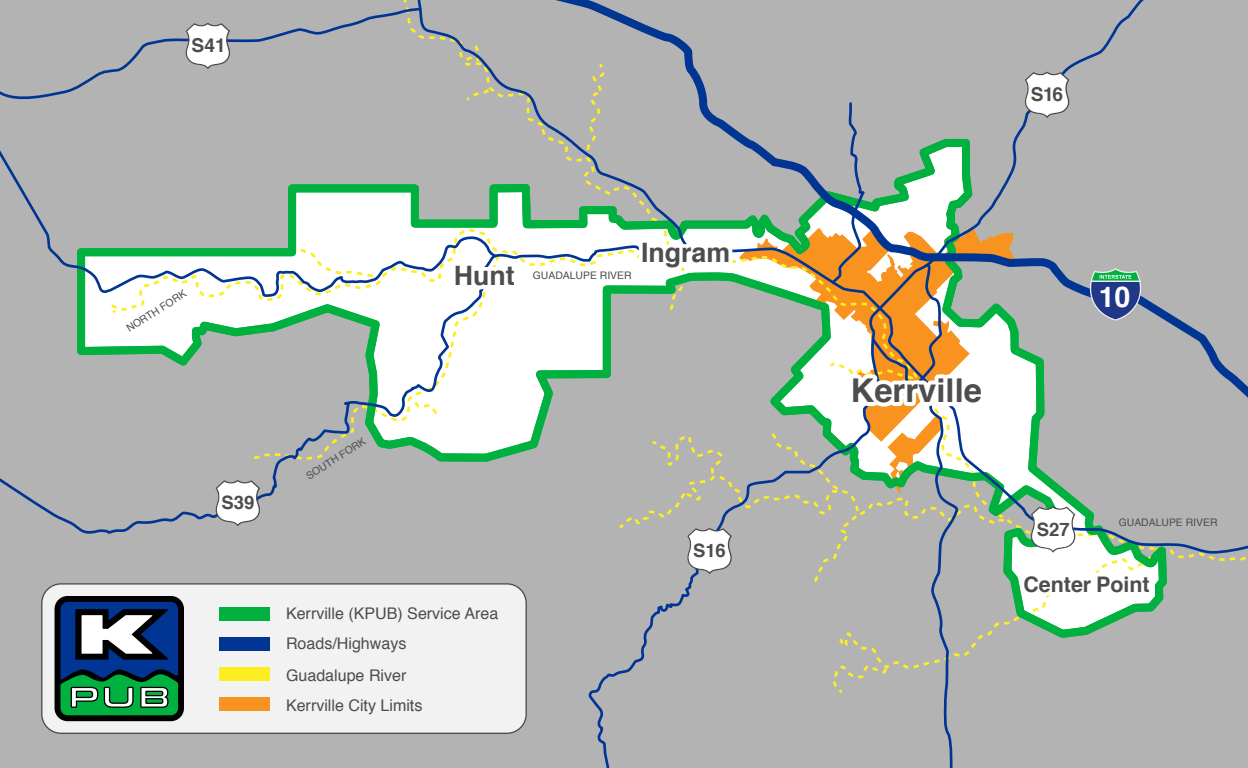 S41
S16
Ingram
Hunt
GUADALUPE RIVER
NORTH FORK
INTERSTATE
10
Kerrville
SOUTH FORK
S39
S16
S27
GUADALUPE RIVER
Center Point
K
PUB
Kerrville (KPUB) Service Area
Roads/Highways
Guadalupe River
Kerrville City Limits